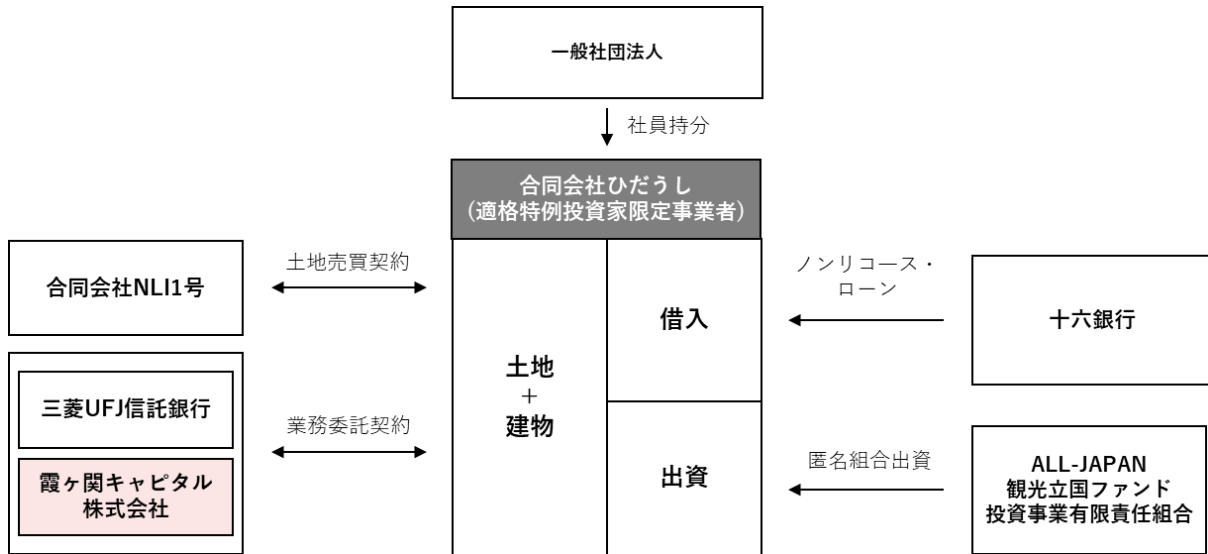 一般社団法人
社員持分
合同会社ひだうし
(適格特例投資家限定事業者)
合同会社NLI1号
土地売買契約
三菱UFJ信託銀行
霞ヶ関キャピタル
株式会社
業務委託契約
土地
+
建物
借入
出資
ノンリコース・
ローン
十六銀行
匿名組合出資
ALL-JAPAN
観光立国ファンド
投資事業有限責任組合